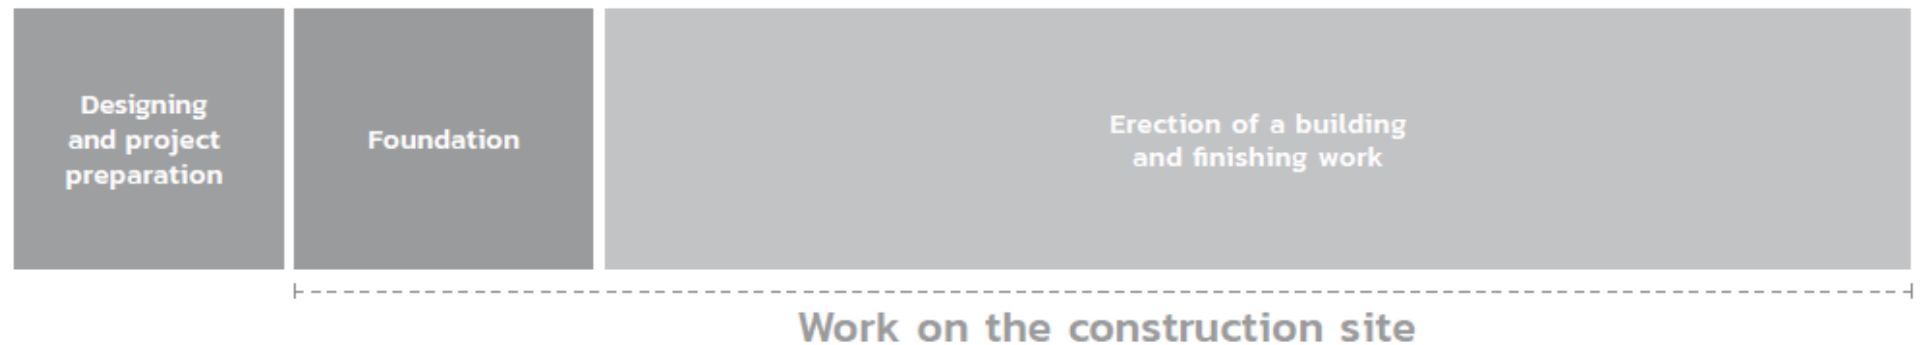 Designing
and project
preparation
Foundation
Erection of a building
and finishing work
Work on the construction site